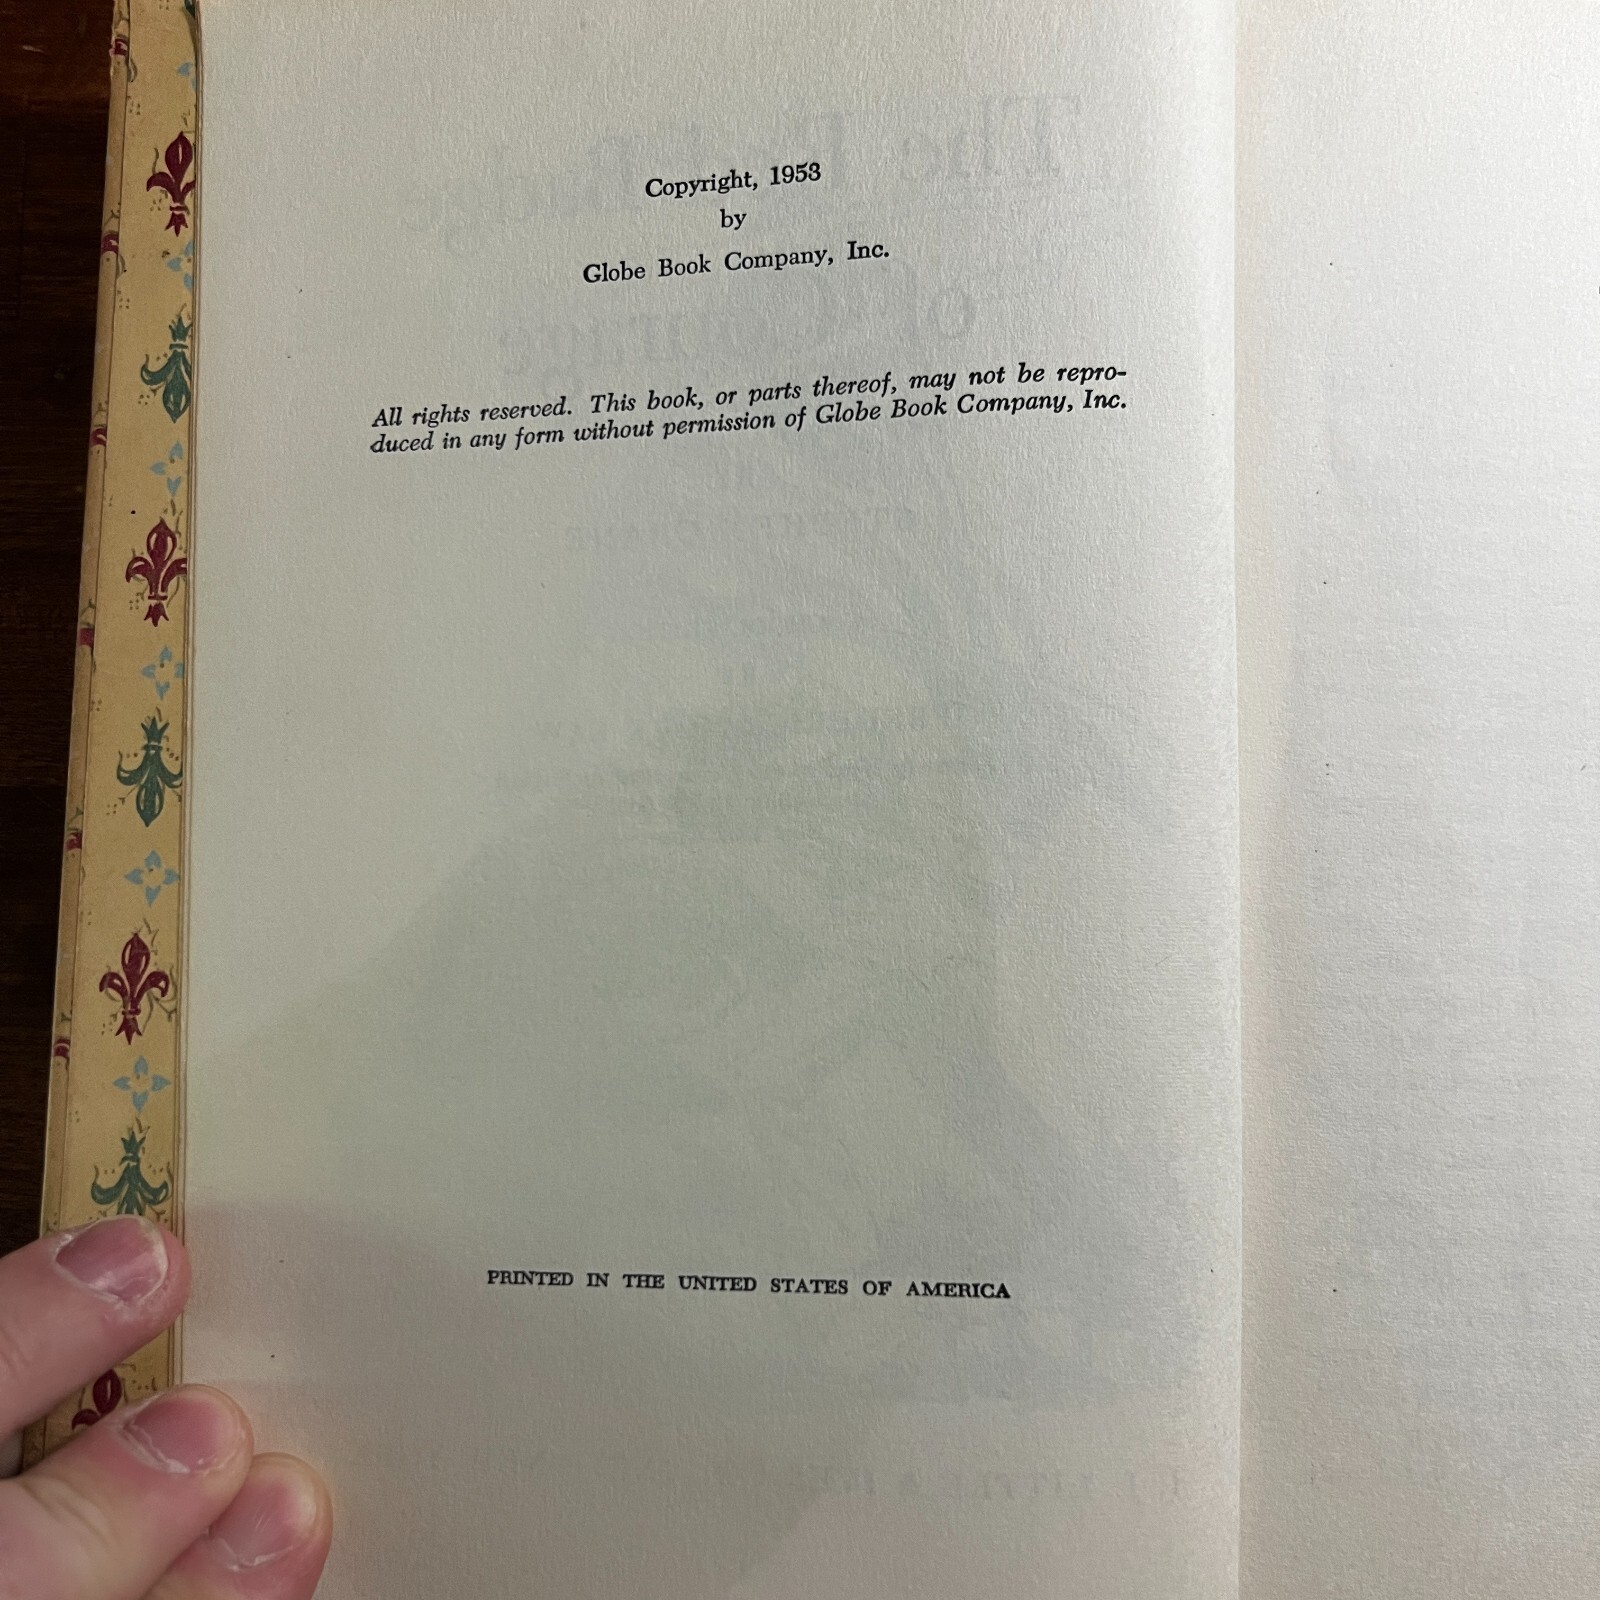 Copyright, 1953
by
Globe Book Company, Inc.
All rights reserved. This book, or parts thereof, may not be repro-
duced in any form without permission of Globe Book Company, Inc.
PRINTED IN THE UNITED STATES OF AMERICA